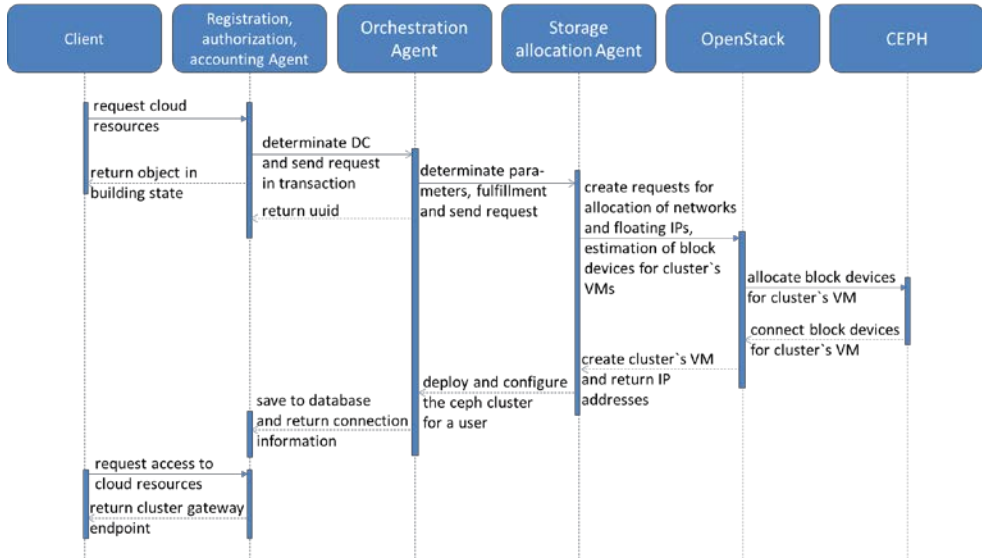 Client
Registration,
authorization,
accounting Agent
Orchestration
Agent
Storage
allocation Agent
OpenStack
CEPH
request cloud
resources
determinate DC
and send request
in transaction
return object in
building state
return uuid
determinate para-
meters, fulfillment
and send request
create requests for
allocation of networks
and floating IPs,
estimation of block
devices for cluster`s
VMs
allocate block devices
for cluster`s VM
connect block devices
for cluster`s VM
create cluster`s VM
and return IP
addresses
deploy and configure
the ceph cluster
for a user
save to database
and return connection
information
request access to
cloud resources
return cluster gateway
endpoint